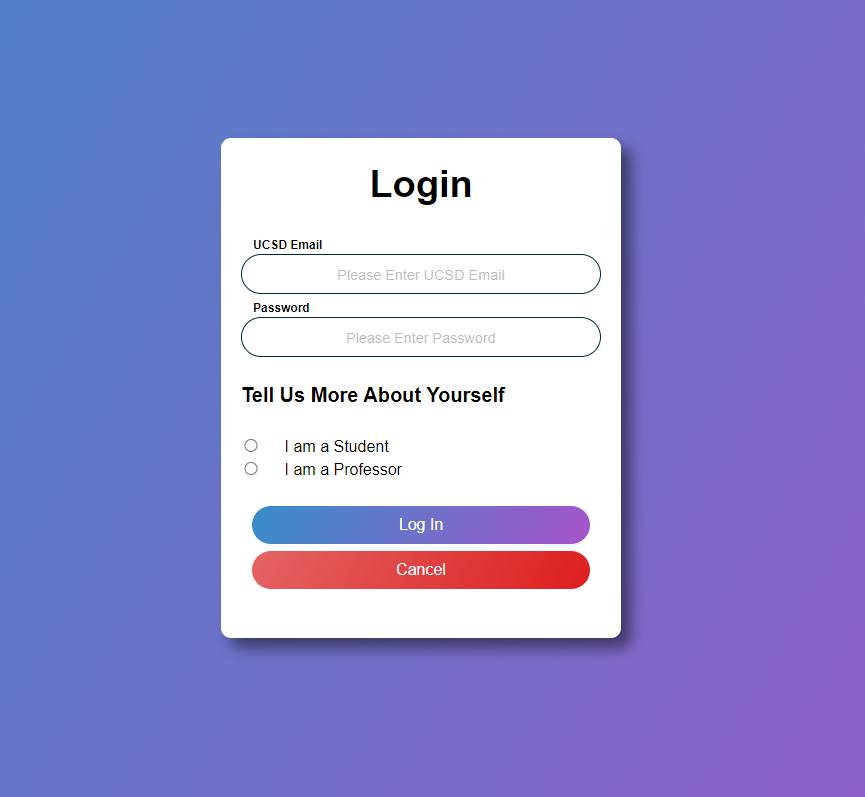 Login
UCSD Email
Please Enter UCSD Email
Password
Please Enter Password
Tell Us More About Yourself
I am a Student
I am a Professor
Log In
Cancel